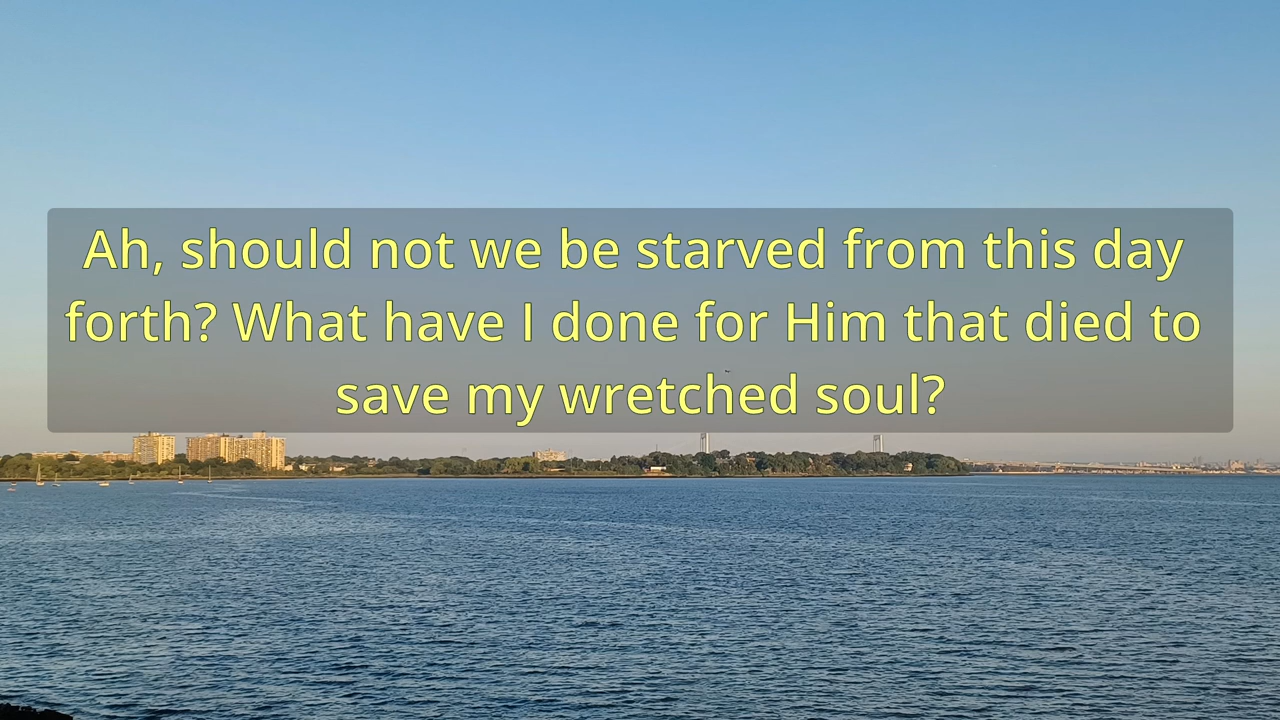 Ah, should not we be starved from this day
forth? What have I done for Him that died to
save my wretched soul?